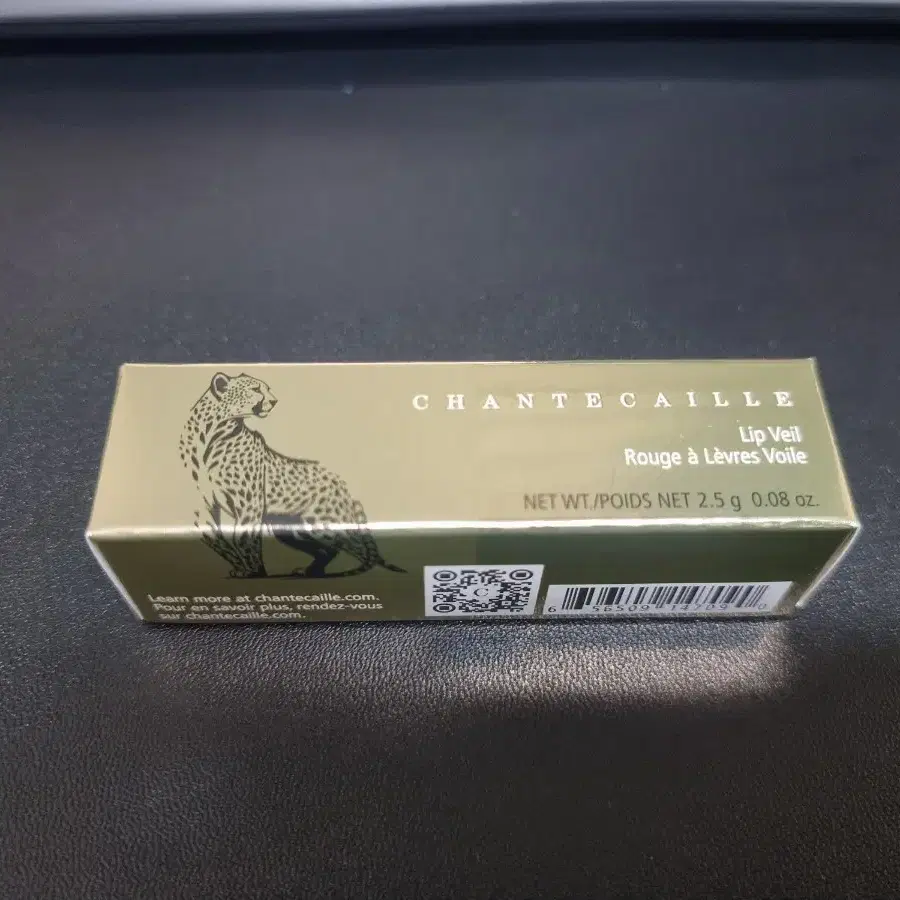 CHANTECAILLE
Lip Veil
Rouge à Lèvres Voile
NET WT./POIDS NET 2.5 g 0.08 oz.
Learn more at chantecaille.com.
Pour en savoir plus, rendez-vous
sur chantecaille.com.